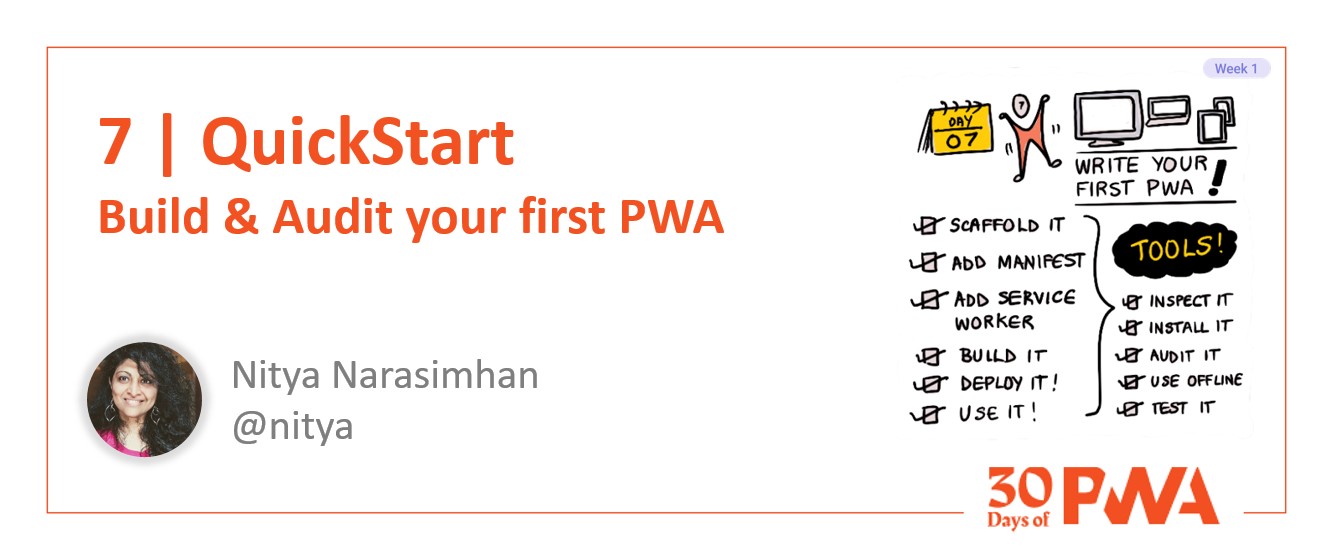 Week 1
7 | QuickStart
Build & Audit your first PWA
Nitya Narasimhan
@nitya
DAY
07
7
WRITE YOUR
FIRST PWA !
SCAFFOLD IT
ADD MANIFEST
ADD SERVICE
WORKER
BUILD IT
DEPLOY IT!
USE IT!
TOOLS!
INSPECT IT
INSTALL IT
AUDIT IT
USE OFFLINE
TEST IT
30
Days of
PWA